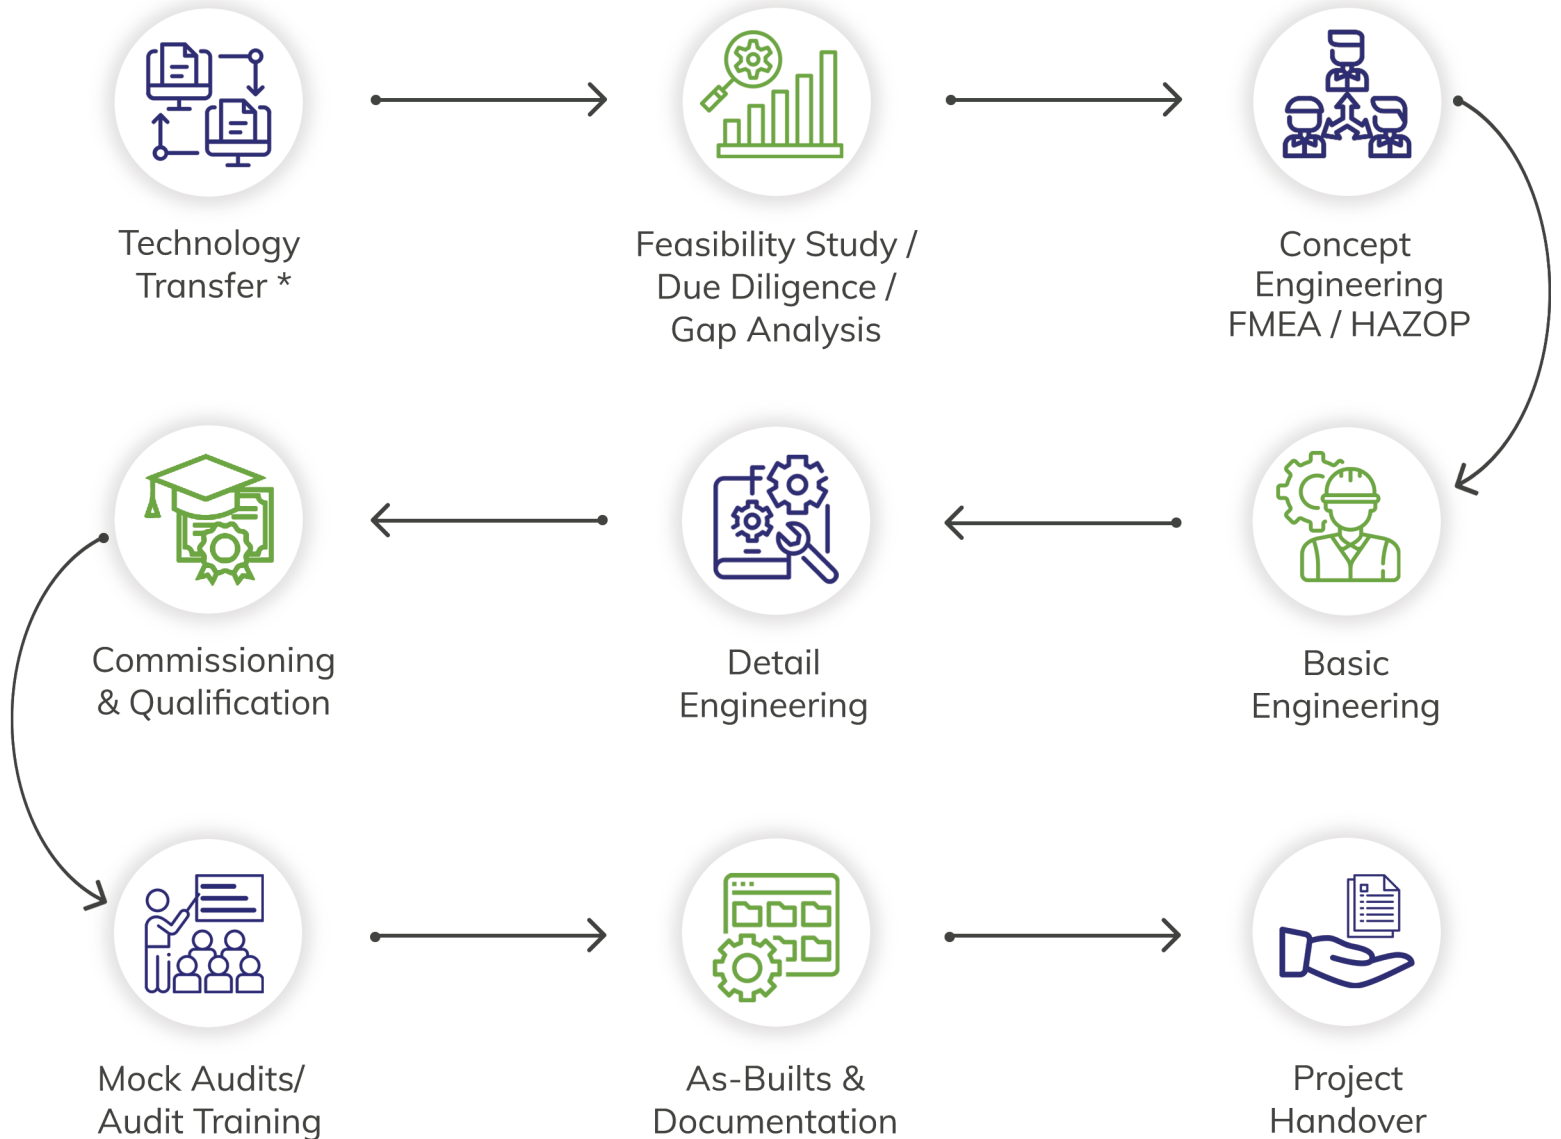 Technology
Transfer *
Feasibility Study /
Due Diligence /
Gap Analysis
Concept
Engineering
FMEA / HAZOP
Commissioning
& Qualification
Detail
Engineering
Basic
Engineering
Mock Audits/
Audit Training
As-Builts &
Documentation
Project
Handover